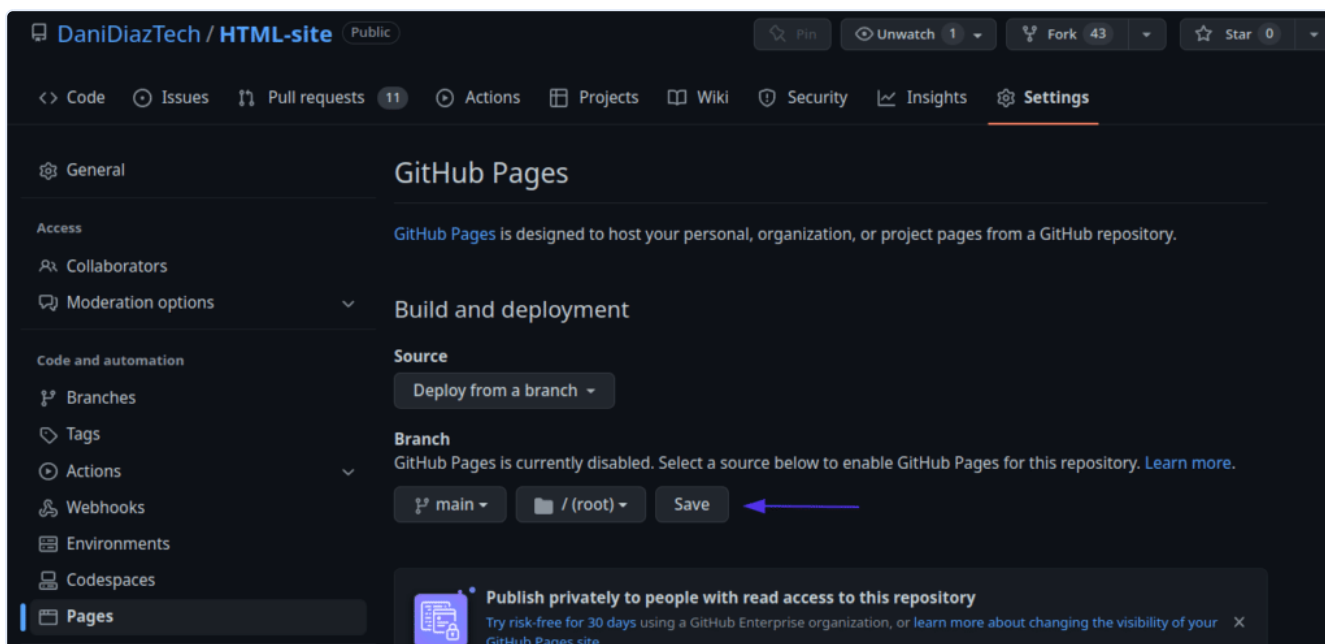 DaniDiazTech / HTML-site Public Pin Unwatch 1 Fork 43 Star 0
Code Issues Pull requests 11 Actions Projects Wiki Security Insights Settings
General
Access
Collaborators
Moderation options
Code and automation
Branches
Tags
Actions
Webhooks
Environments
Codespaces
Pages
GitHub Pages
GitHub Pages is designed to host your personal, organization, or project pages from a GitHub repository.
Build and deployment
Source
Deploy from a branch
Branch
GitHub Pages is currently disabled. Select a source below to enable GitHub Pages for this repository. Learn more.
main / (root) Save
Publish privately to people with read access to this repository
Try risk-free for 30 days using a GitHub Enterprise organization, or learn more about changing the visibility of your
GitHub Pages site